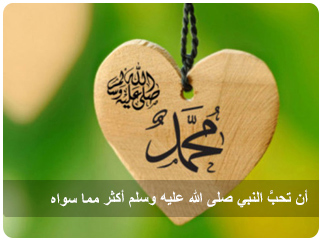 صلى الله عليه وسلم
محمد
أن تحبَّ النبي صلى الله عليه وسلم أكثر مما سواه